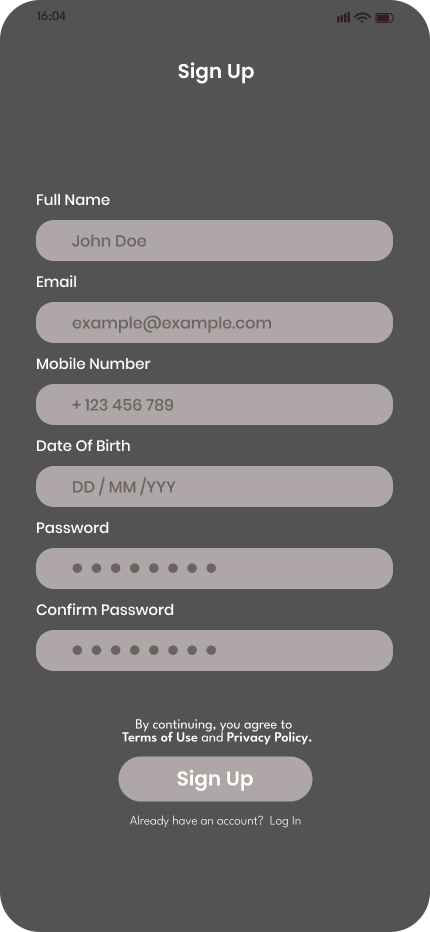 16:04
Sign Up
Full Name
John Doe
Email
example@example.com
Mobile Number
+ 123 456 789
Date Of Birth
DD / MM /YYY
Password
● ● ● ● ● ● ● ●
Confirm Password
● ● ● ● ● ● ● ●
By continuing, you agree to
Terms of Use and Privacy Policy.
Sign Up
Already have an account? Log In